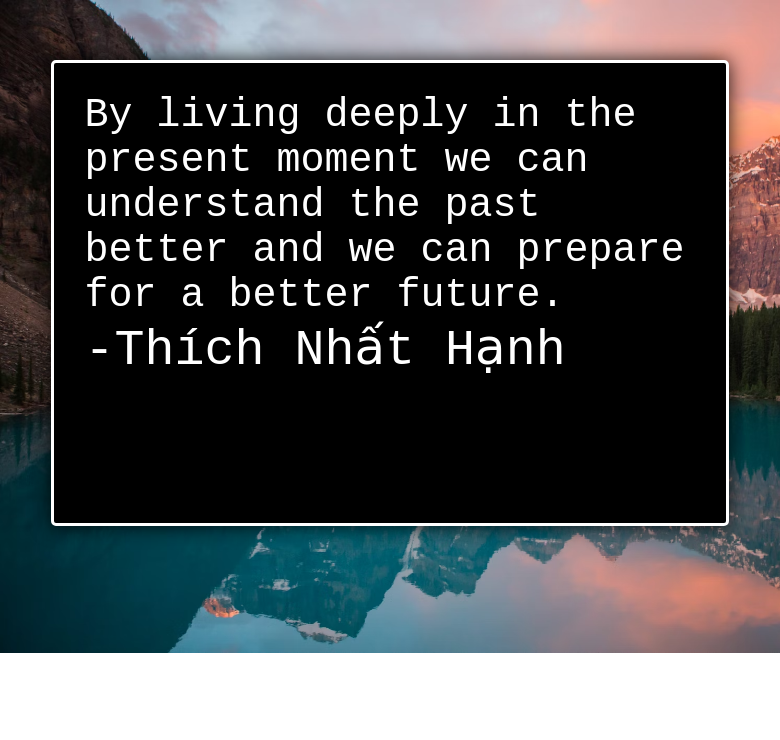 By living deeply in the
present moment we can
understand the past
better and we can prepare
for a better future.
-Thích Nhất Hạnh